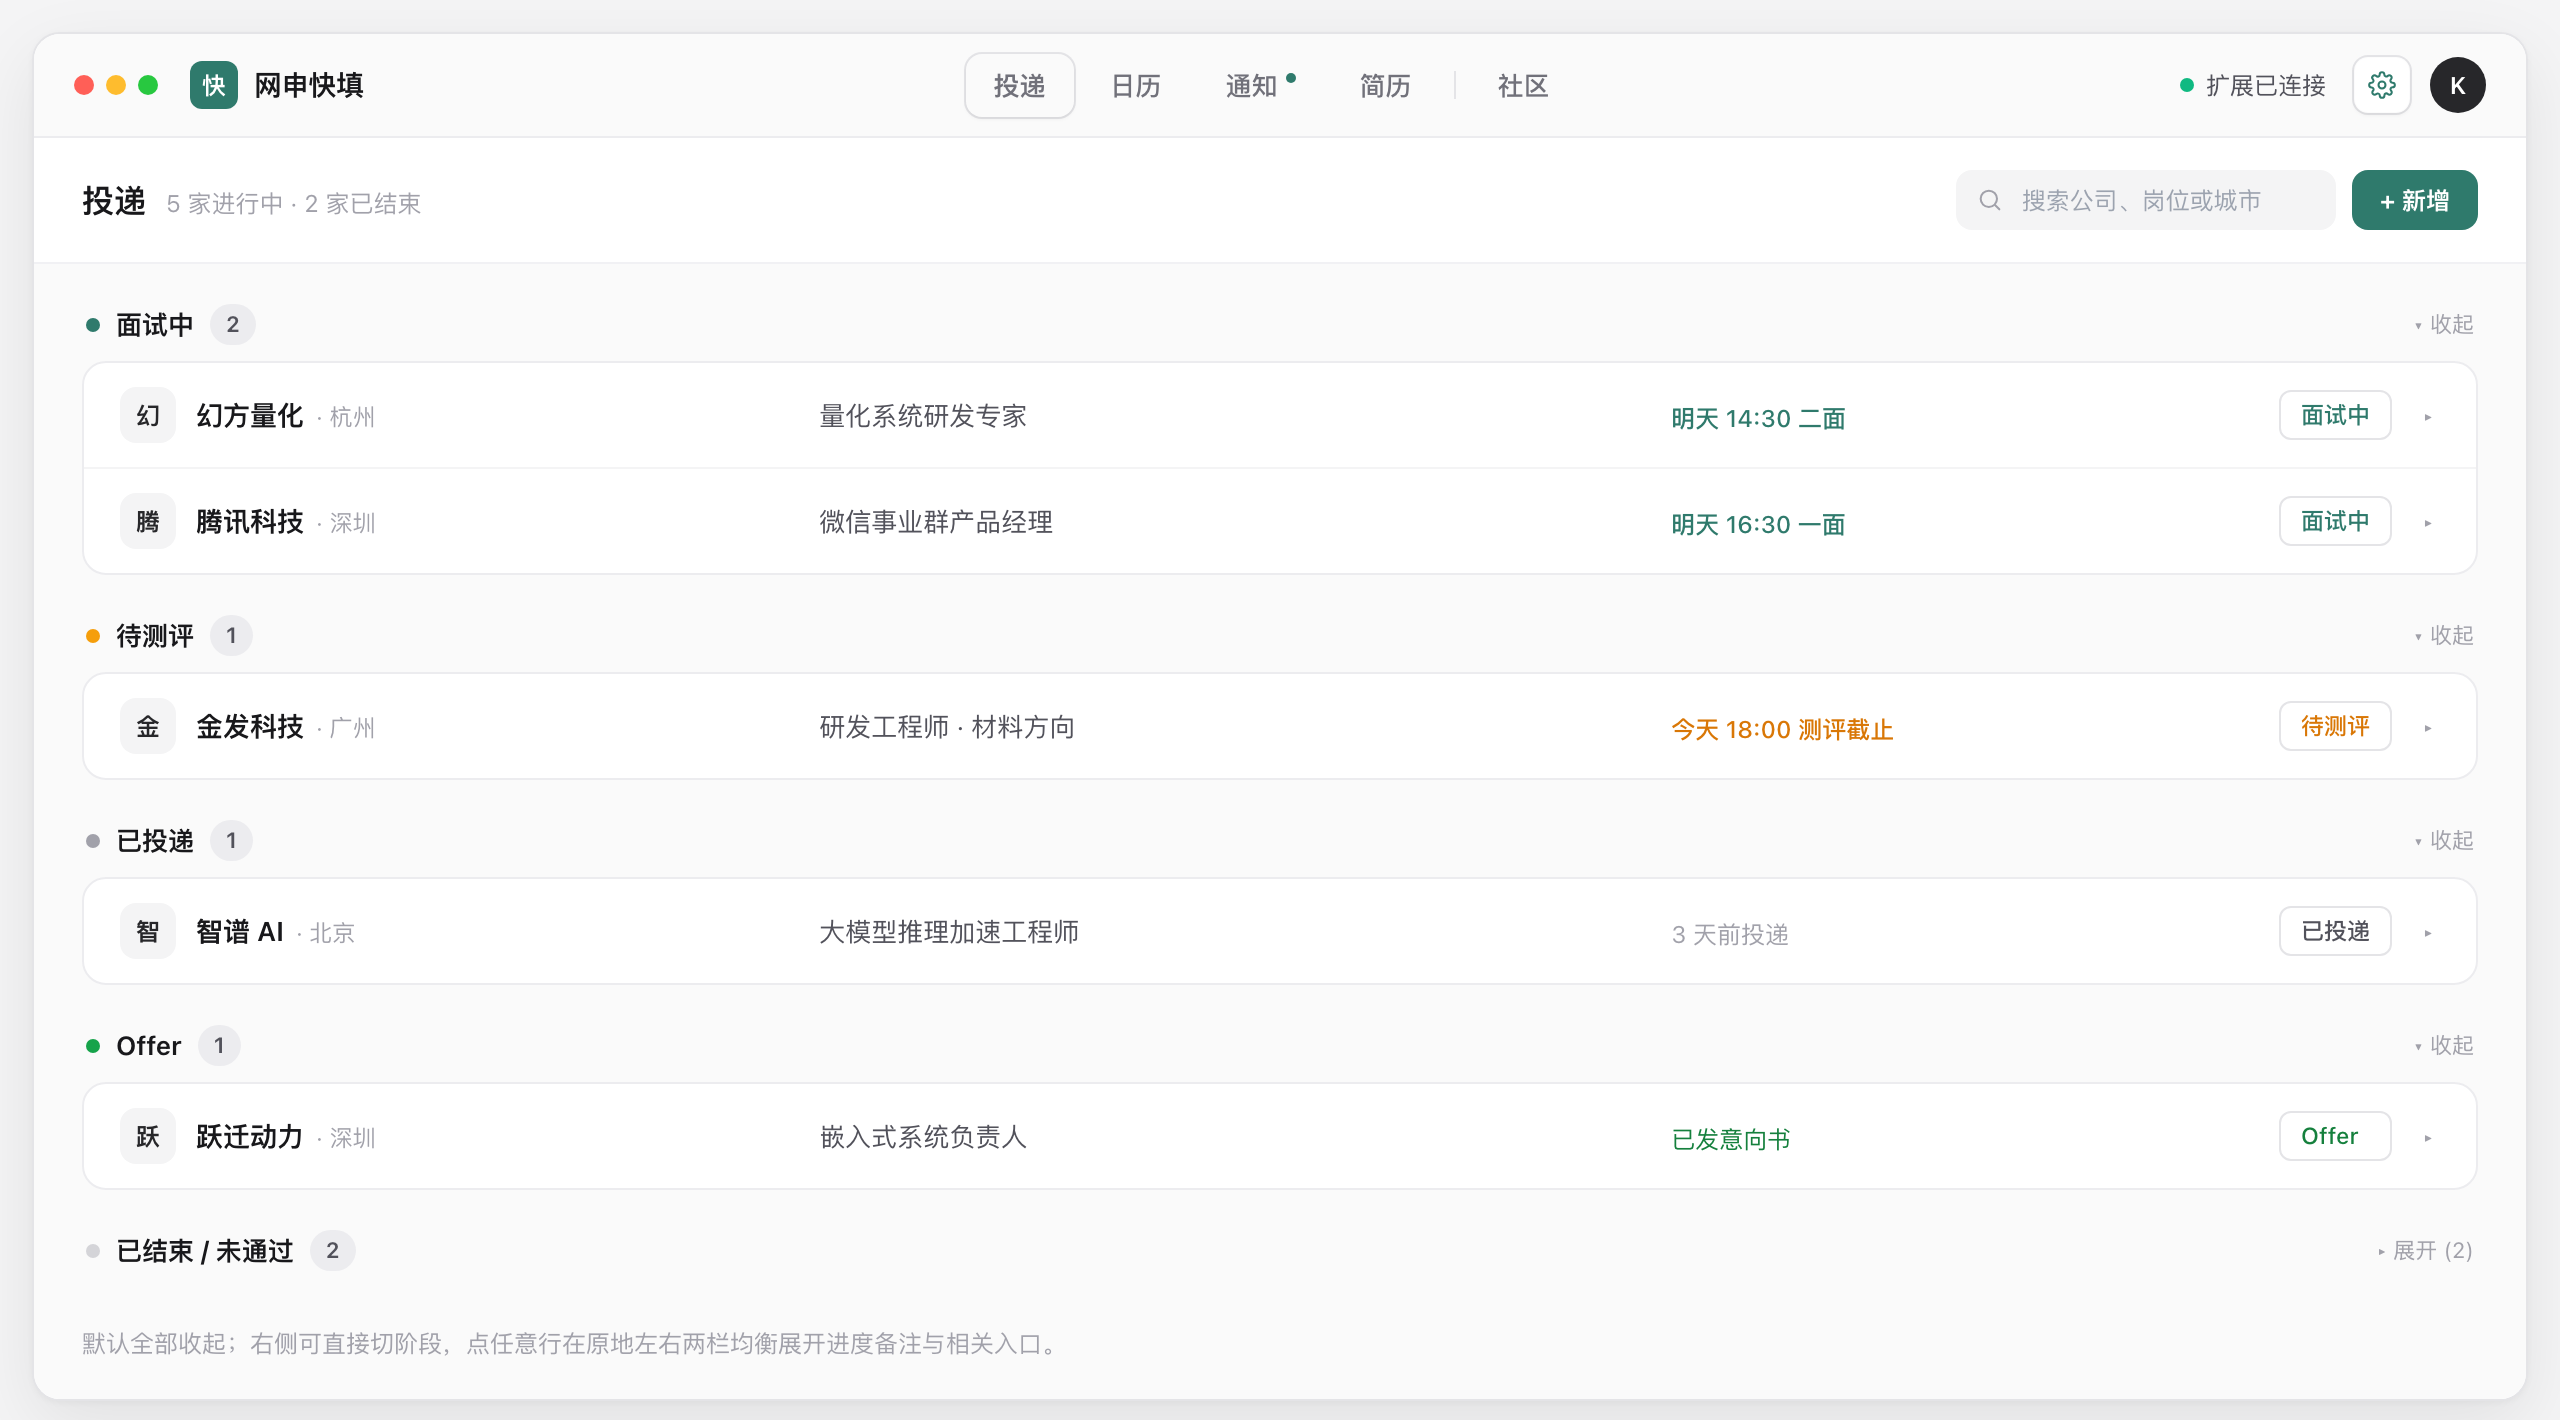 快 网申快填 投递 日历 通知 简历 社区 扩展已连接 K
投递 5 家进行中 · 2 家已结束 搜索公司、岗位或城市 + 新增
面试中 2 ▾ 收起
幻 幻方量化 · 杭州 量化系统研发专家 明天 14:30 二面 面试中 ▸
腾 腾讯科技 · 深圳 微信事业群产品经理 明天 16:30 一面 面试中 ▸
待测评 1 ▾ 收起
金 金发科技 · 广州 研发工程师 · 材料方向 今天 18:00 测评截止 待测评 ▸
已投递 1 ▾ 收起
智 智谱 AI · 北京 大模型推理加速工程师 3 天前投递 已投递 ▸
Offer 1 ▾ 收起
跃 跃迁动力 · 深圳 嵌入式系统负责人 已发意向书 Offer ▸
已结束 / 未通过 2 ▸ 展开 (2)
默认全部收起；右侧可直接切阶段，点任意行在原地左右两栏均衡展开进度备注与相关入口。